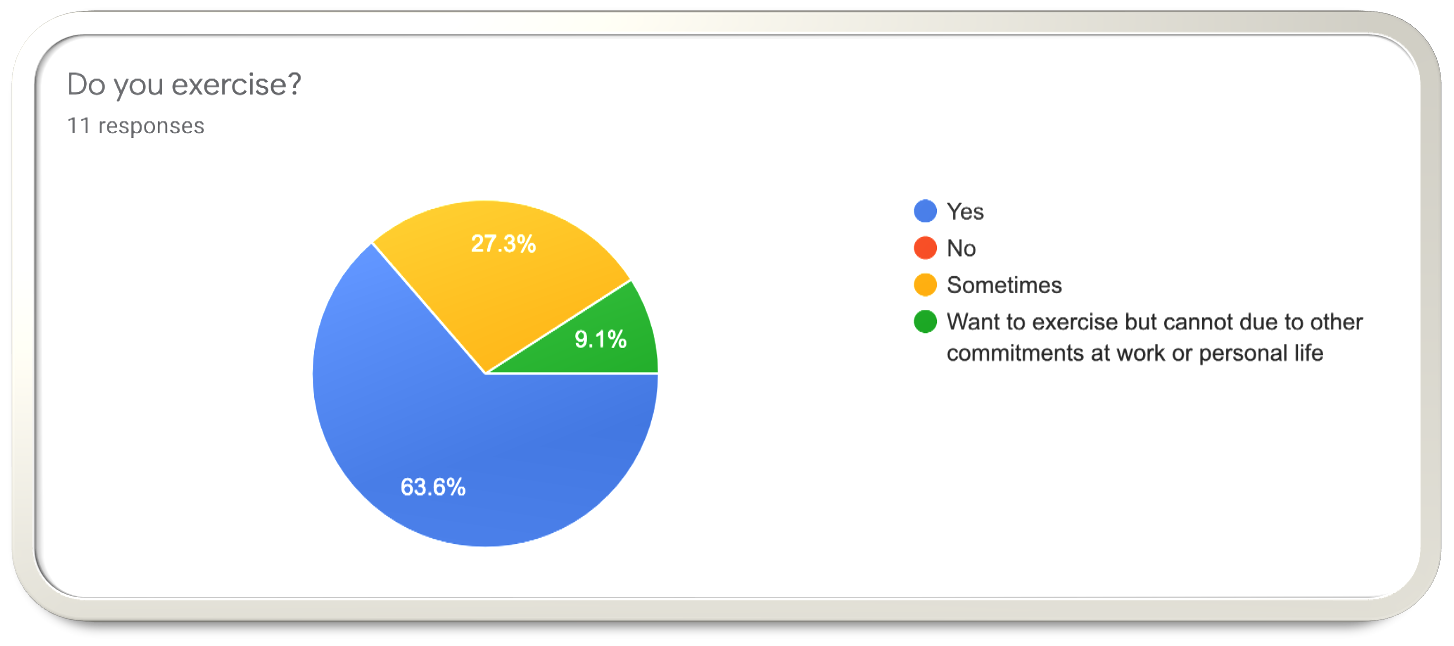 Do you exercise?
11 responses
27.3%
9.1%
63.6%
Yes
No
Sometimes
Want to exercise but cannot due to other
commitments at work or personal life